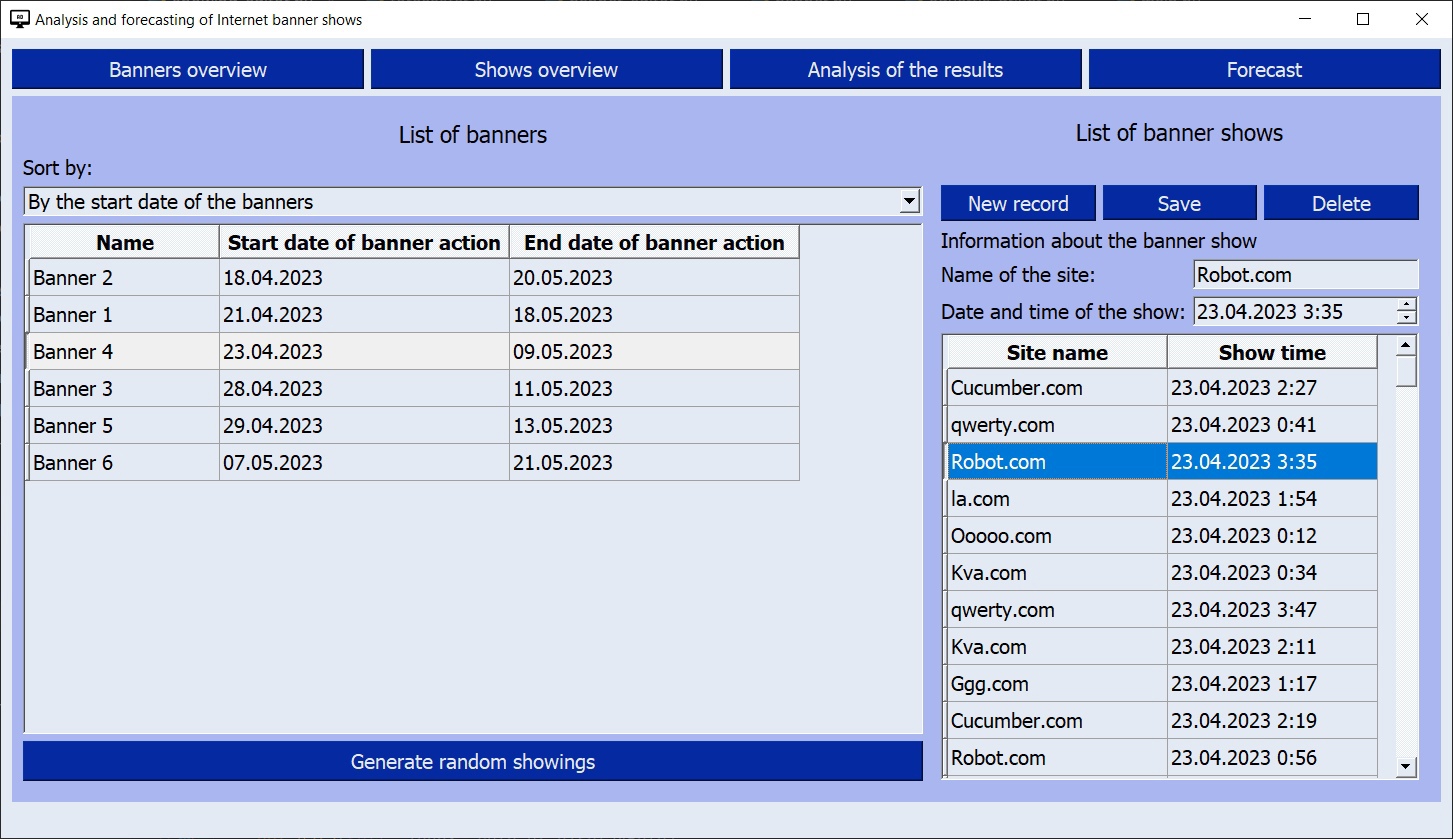 Analysis and forecasting of Internet banner shows
Banners overview Shows overview Analysis of the results Forecast
List of banners
Sort by:
By the start date of the banners
Name Start date of banner action End date of banner action
Banner 2 18.04.2023 20.05.2023
Banner 1 21.04.2023 18.05.2023
Banner 4 23.04.2023 09.05.2023
Banner 3 28.04.2023 11.05.2023
Banner 5 29.04.2023 13.05.2023
Banner 6 07.05.2023 21.05.2023
Generate random showings
List of banner shows
New record Save Delete
Information about the banner show
Name of the site: Robot.com
Date and time of the show: 23.04.2023 3:35
Site name Show time
Cucumber.com 23.04.2023 2:27
qwerty.com 23.04.2023 0:41
Robot.com 23.04.2023 3:35
la.com 23.04.2023 1:54
Ooooo.com 23.04.2023 0:12
Kva.com 23.04.2023 0:34
qwerty.com 23.04.2023 3:47
Kva.com 23.04.2023 2:11
Ggg.com 23.04.2023 1:17
Cucumber.com 23.04.2023 2:19
Robot.com 23.04.2023 0:56